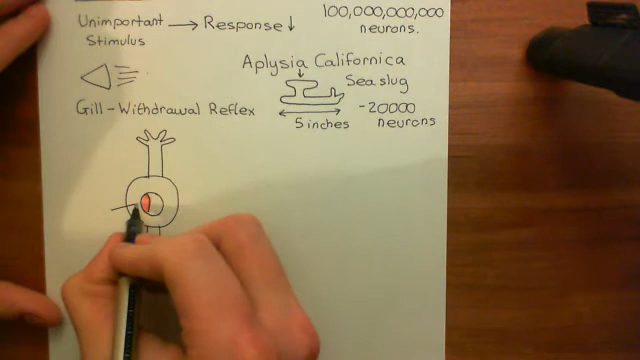 Unimportant → Response ↓
Stimulus
100,000,000,000
neurons.
Aplysia Californica
Sea slug
Gill-Withdrawal Reflex
5 inches
~20000
neurons